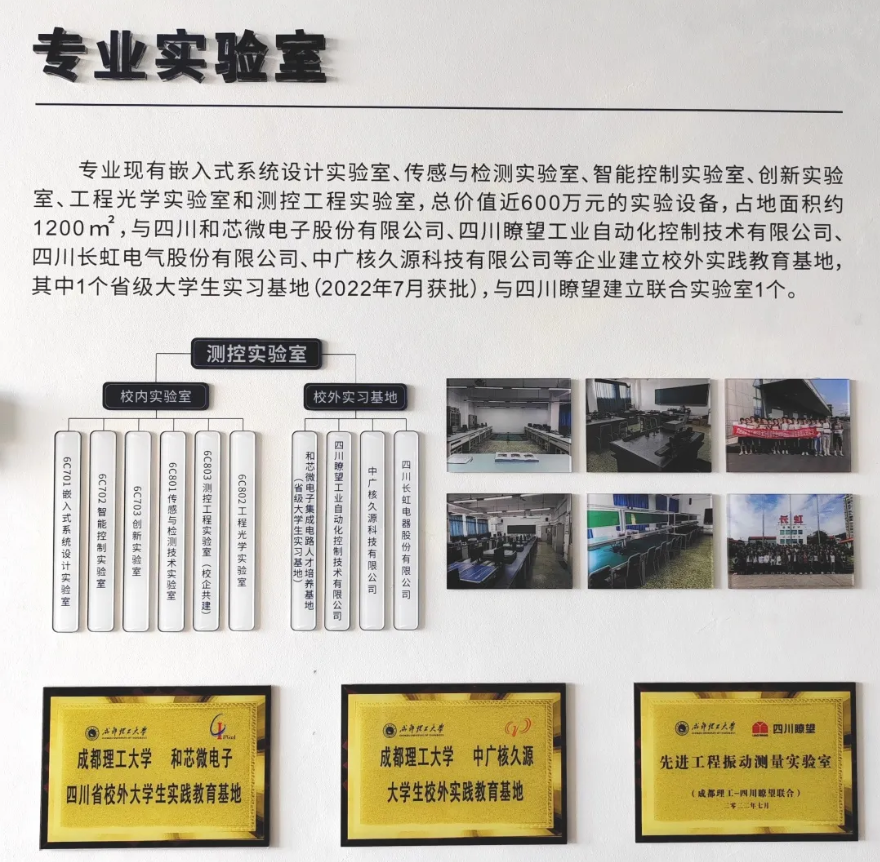 专业实验室
专业现有嵌入式系统设计实验室、传感与检测实验室、智能控制实验室、创新实验
室、工程光学实验室和测控工程实验室，总价值近600万元的实验设备，占地面积约
1200㎡，与四川和芯微电子股份有限公司、四川瞭望工业自动化控制技术有限公司、
四川长虹电气股份有限公司、中广核久源科技有限公司等企业建立校外实践教育基地，
其中1个省级大学生实习基地（2022年7月获批），与四川瞭望建立联合实验室1个。
测控实验室
校内实验室
校外实习基地
6C701嵌入式系统设计实验室
6C702智能控制实验室
6C703创新实验室
6C801传感与检测技术实验室
6C803测控工程实验室（校企共建）
6C802工程光学实验室
和芯微电子集成电路人才培养基地
（省级大学生实习基地）
四川瞭望工业自动化控制技术有限公司
中广核久源科技有限公司
四川长虹电器股份有限公司
长虹
成都理工大学
成都理工大学 和芯微电子
四川省校外大学生实践教育基地
成都理工大学
成都理工大学 中广核久源
大学生校外实践教育基地
成都理工大学 四川瞭望
先进工程振动测量实验室
（成都理工-四川瞭望联合）
二〇二二年七月